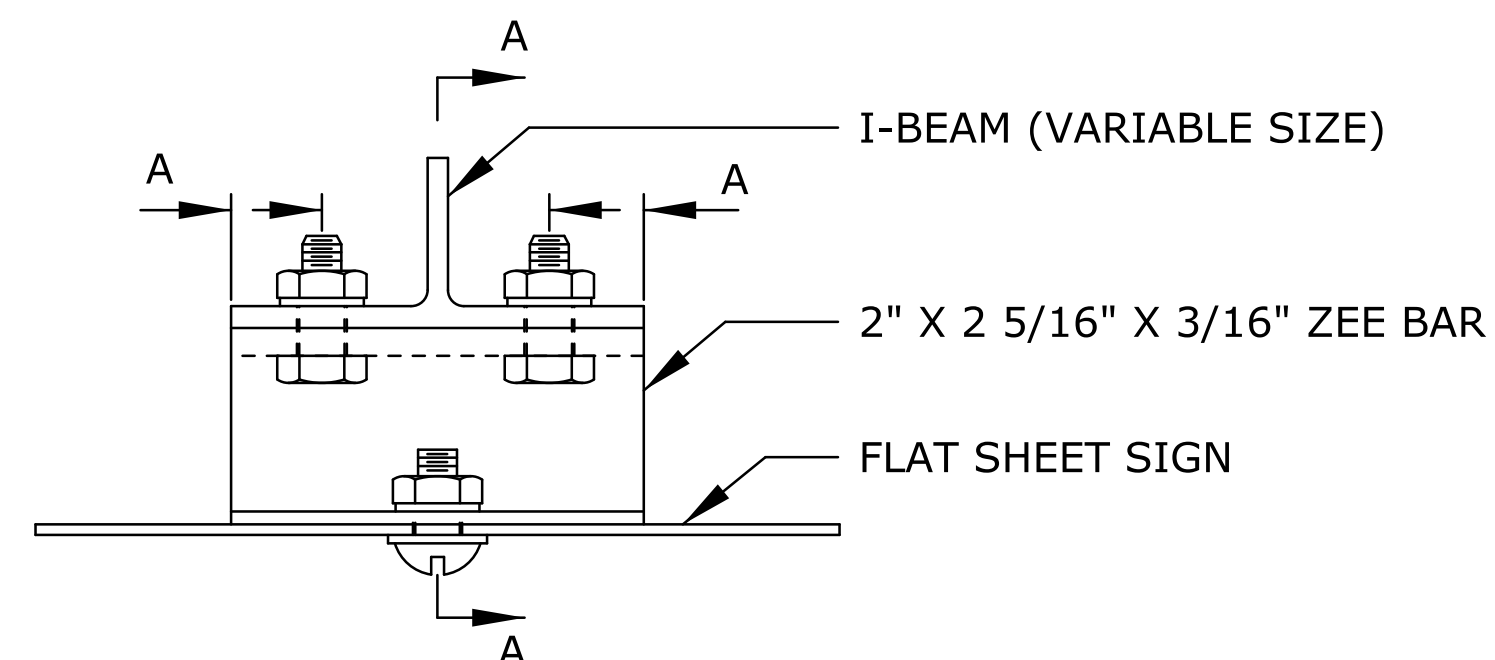 A
I-BEAM (VARIABLE SIZE)
A
A
2" X 2 5/16" X 3/16" ZEE BAR
FLAT SHEET SIGN
A